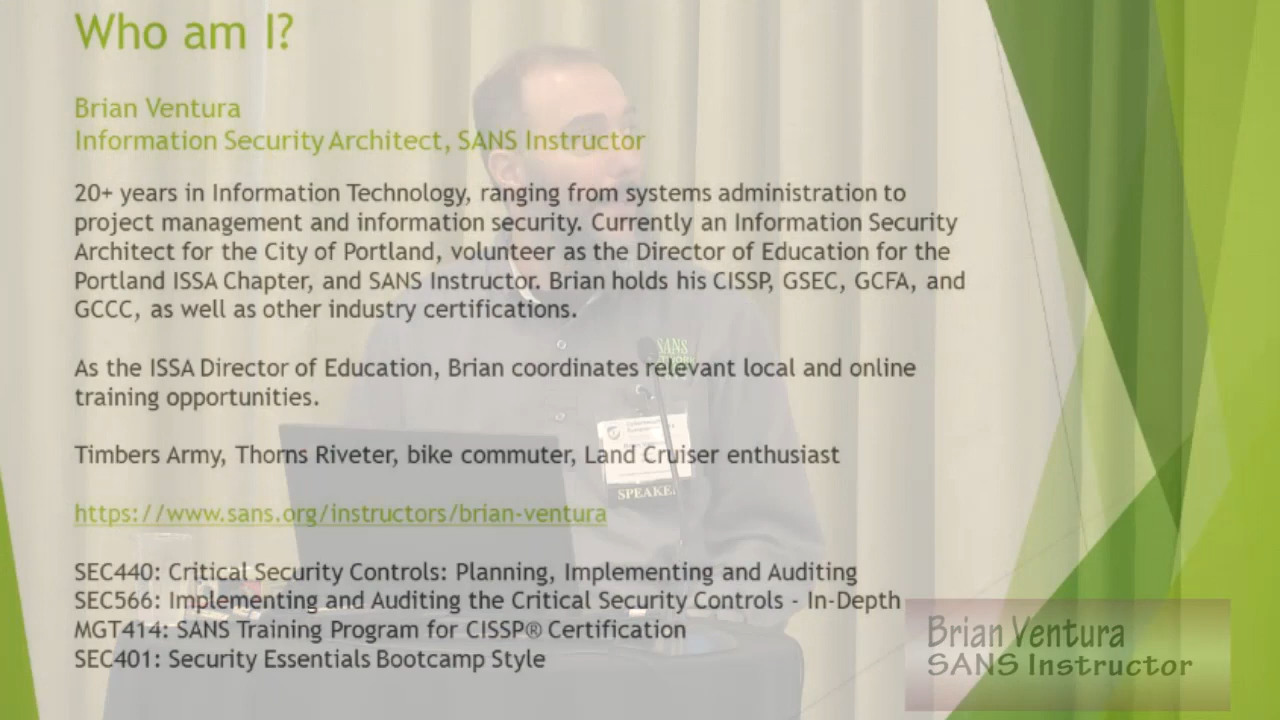 Who am I?
Brian Ventura
Information Security Architect, SANS Instructor
20+ years in Information Technology, ranging from systems administration to
project management and information security. Currently an Information Security
Architect for the City of Portland, volunteer as the Director of Education for the
Portland ISSA Chapter, and SANS Instructor. Brian holds his CISSP, GSEC, GCFA, and
GCCC, as well as other industry certifications.
As the ISSA Director of Education, Brian coordinates relevant local and online
training opportunities.
Timbers Army, Thorns Riveter, bike commuter, Land Cruiser enthusiast
https://www.sans.org/instructors/brian-ventura
SEC440: Critical Security Controls: Planning, Implementing and Auditing
SEC566: Implementing and Auditing the Critical Security Controls - In-Depth
MGT414: SANS Training Program for CISSP® Certification
SEC401: Security Essentials Bootcamp Style
SANS
SPEAKER
Brian Ventura
SANS Instructor